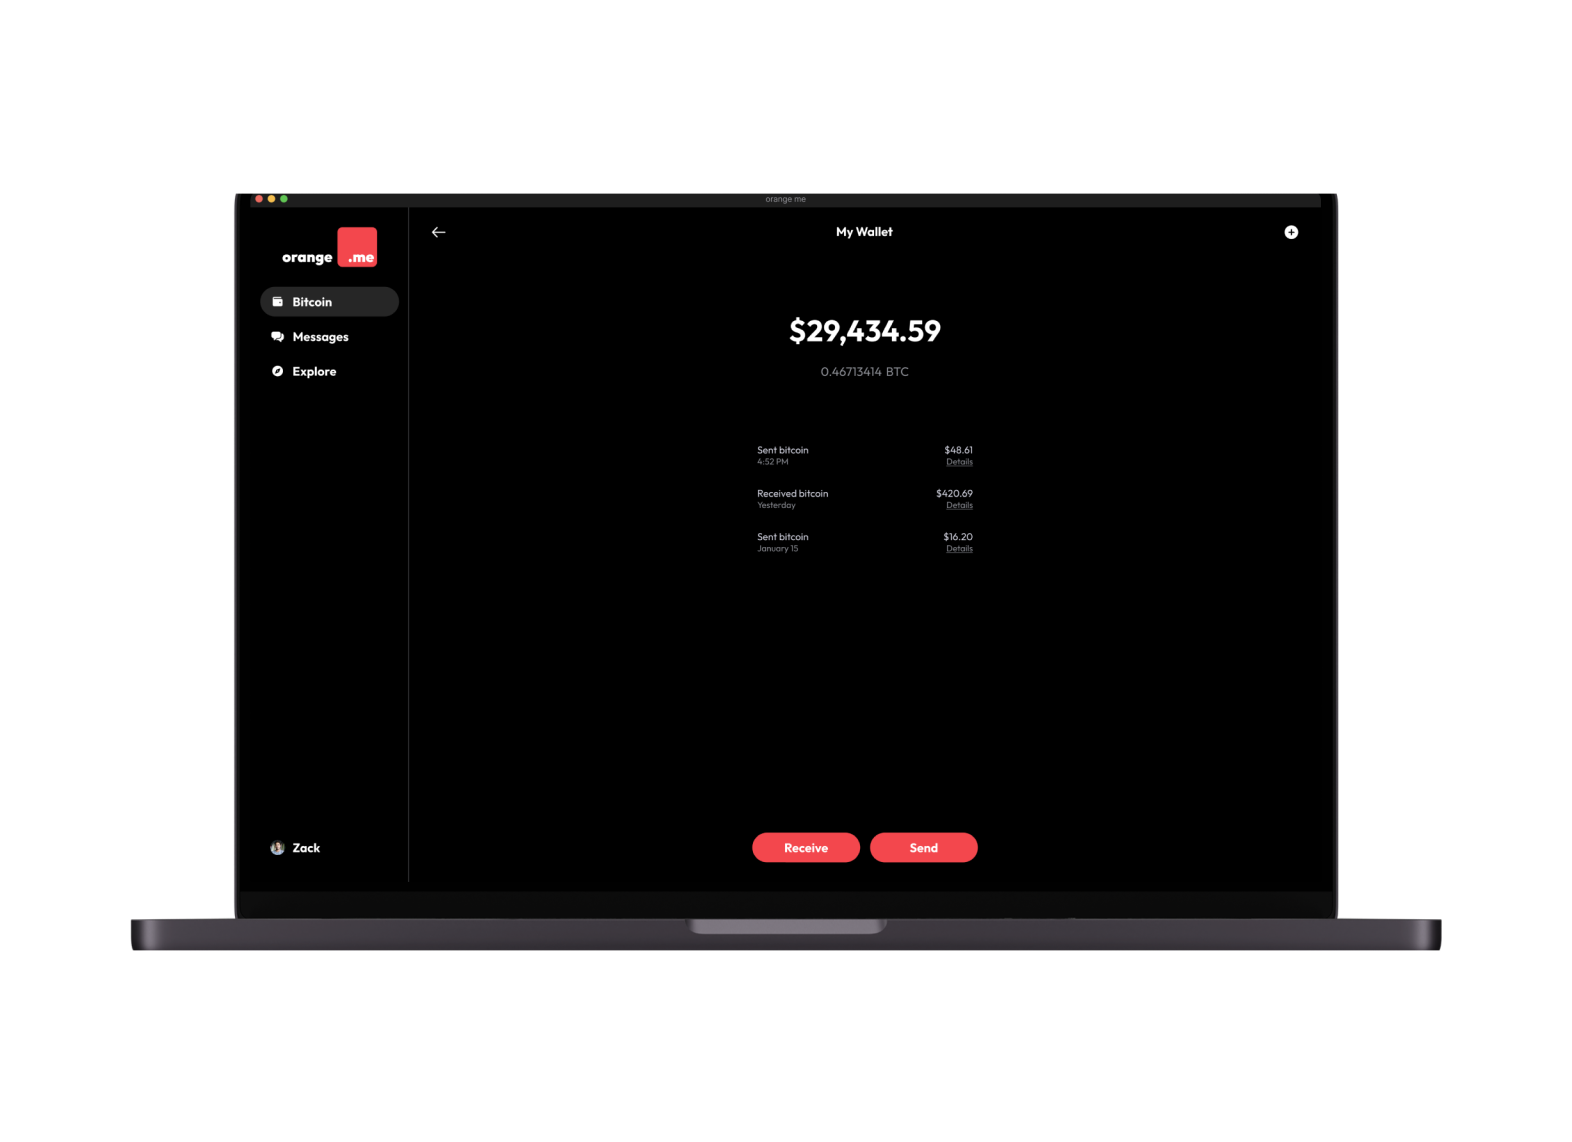 orange me
orange .me
Bitcoin
Messages
Explore
Zack
My Wallet
$29,434.59
0.46713414 BTC
Sent bitcoin $48.61
4:52 PM Details
Received bitcoin $420.69
Yesterday Details
Sent bitcoin $16.20
January 15 Details
Receive Send